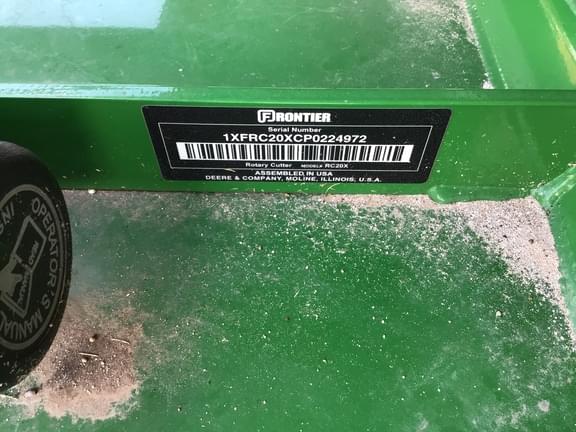 FRONTIER
Serial Number
1XFRC20XCP0224972
Rotary Cutter MODEL# RC20X
ASSEMBLED IN USA
DEERE & COMPANY, MOLINE, ILLINOIS, U.S.A.
OPERATOR'S MANUAL